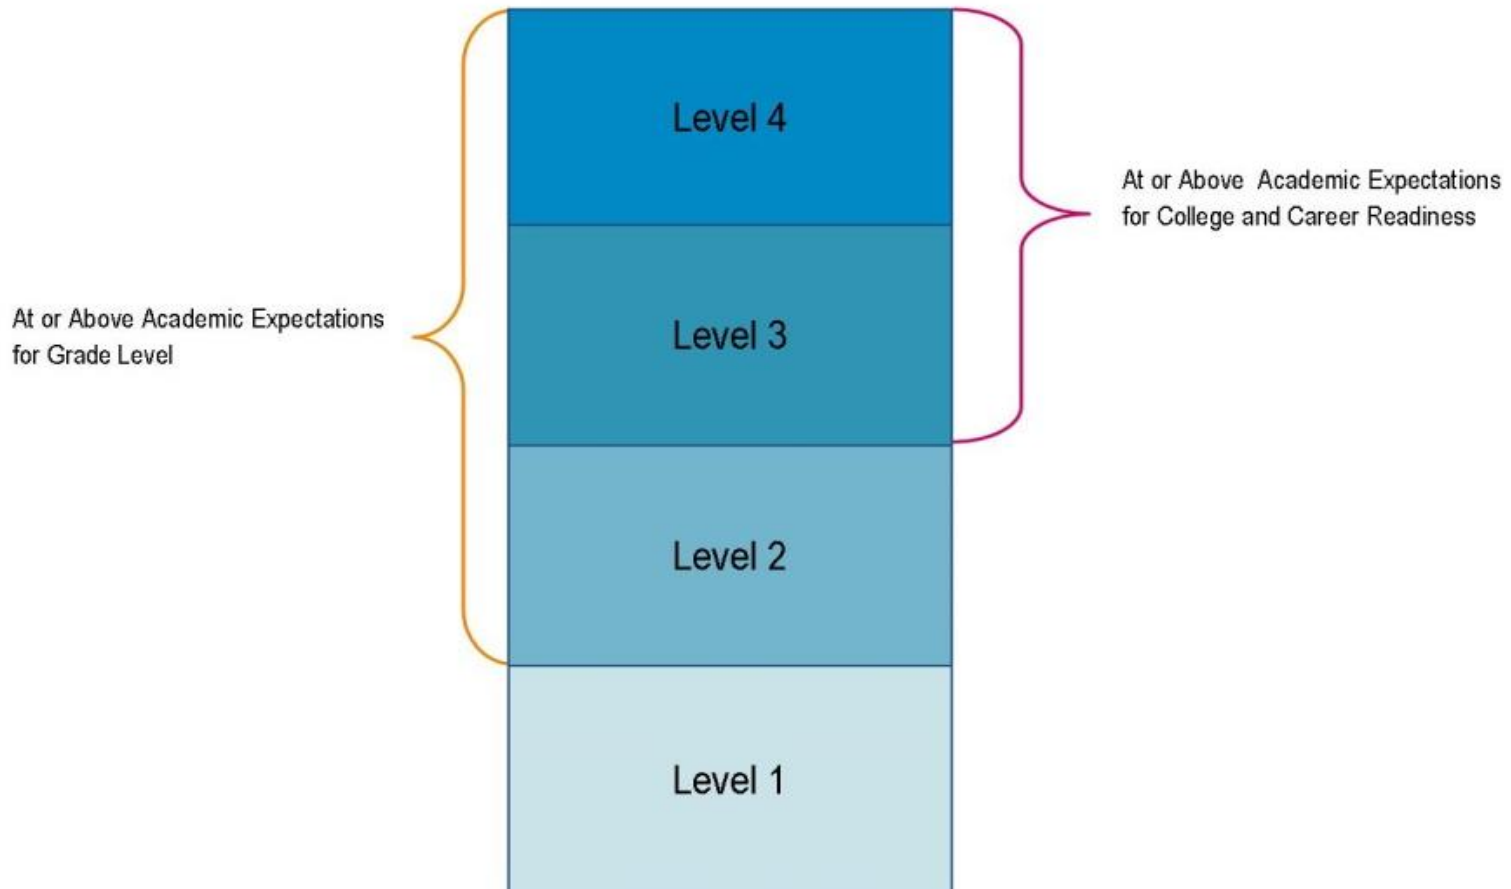 Level 4
At or Above  Academic Expectations
for College and Career Readiness
At or Above Academic Expectations
for Grade Level
Level 3
Level 2
Level 1